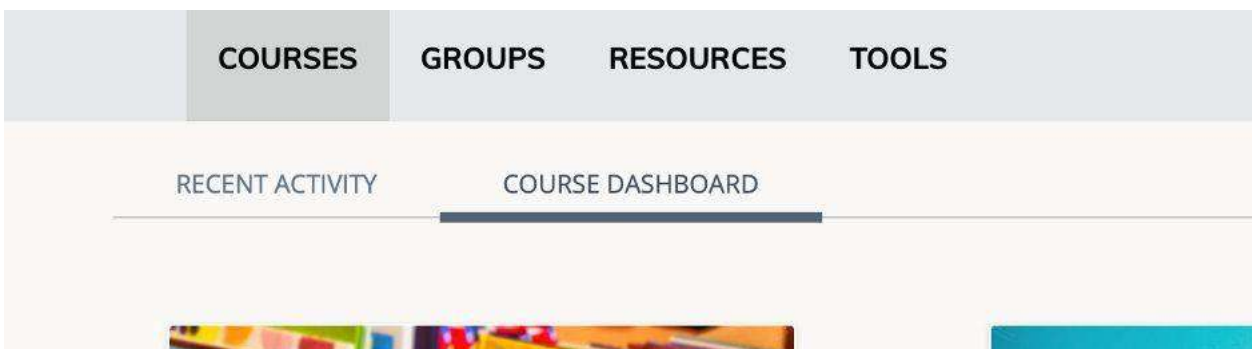 COURSES GROUPS RESOURCES TOOLS
RECENT ACTIVITY COURSE DASHBOARD